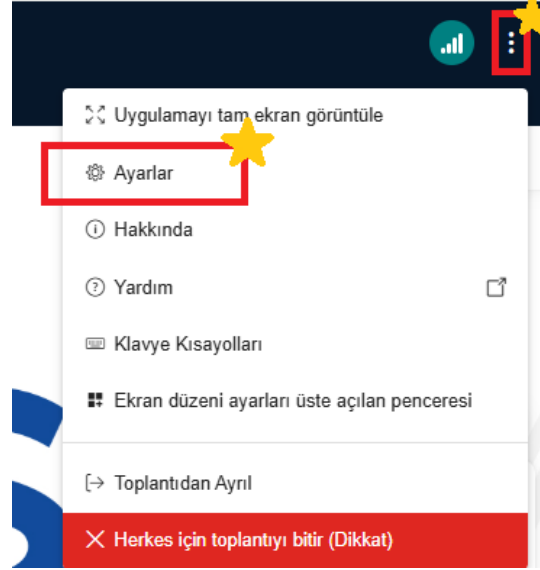 Uygulamayı tam ekran görüntüle
Ayarlar
Hakkında
Yardım
Klavye Kısayolları
Ekran düzeni ayarları üste açılan penceresi
Toplantıdan Ayrıl
Herkes için toplantıyı bitir (Dikkat)